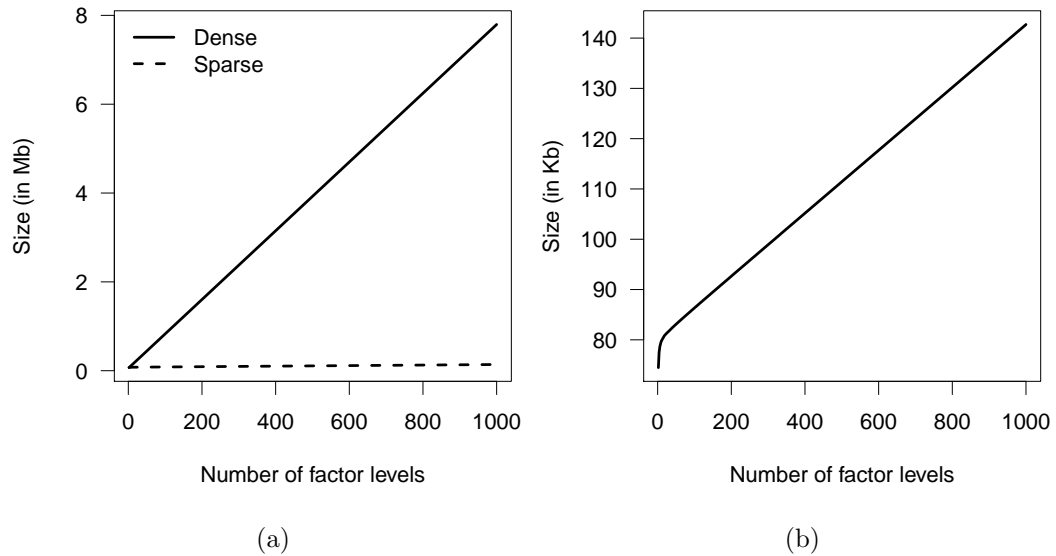 Dense
Sparse
8
6
4
2
0
Size (in Mb)
0 200 400 600 800 1000
Number of factor levels
(a)
140
130
120
110
100
90
80
Size (in Kb)
0 200 400 600 800 1000
Number of factor levels
(b)